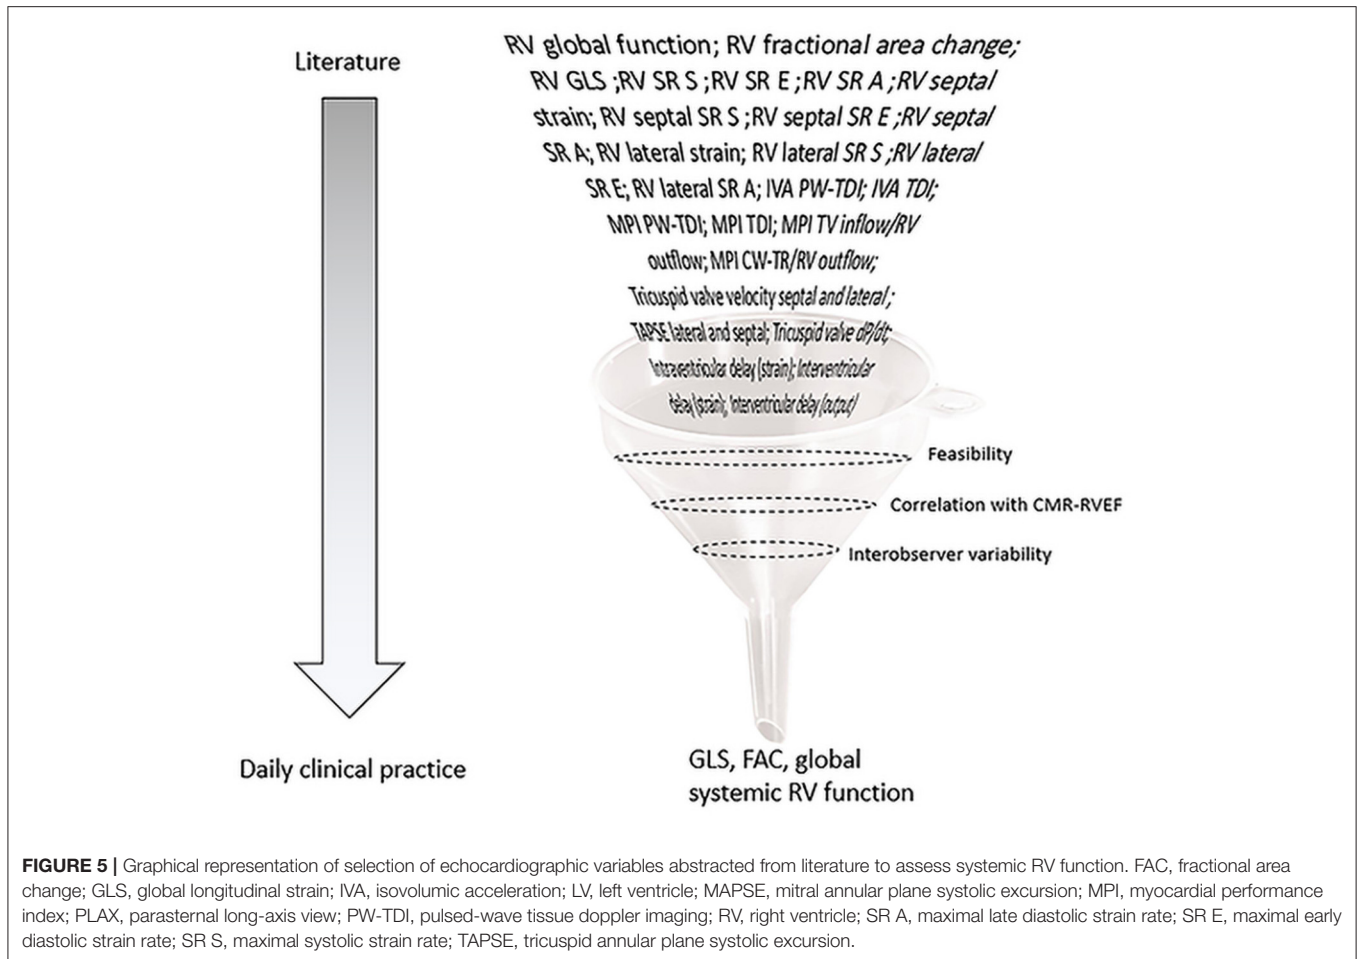 Literature
RV global function; RV fractional area change;
RV GLS ;RV SR S ;RV SR E ;RV SR A ;RV septal
strain; RV septal SR S ;RV septal SR E ;RV septal
SR A; RV lateral strain; RV lateral SR S ;RV lateral
SR E; RV lateral SR A; IVA PW-TDI; IVA TDI;
MPI PW-TDI; MPI TDI; MPI TV inflow/RV
outflow; MPI CW-TR/RV outflow;
Tricuspid valve velocity septal and lateral ;
TAPSE lateral and septal; Tricuspid valve dP/dt;
Intraventricular delay (strain); Interventricular
delay (strain); Interventricular delay (output)
Feasibility
Correlation with CMR-RVEF
Interobserver variability
Daily clinical practice
GLS, FAC, global
systemic RV function
FIGURE 5 | Graphical representation of selection of echocardiographic variables abstracted from literature to assess systemic RV function. FAC, fractional area
change; GLS, global longitudinal strain; IVA, isovolumic acceleration; LV, left ventricle; MAPSE, mitral annular plane systolic excursion; MPI, myocardial performance
index; PLAX, parasternal long-axis view; PW-TDI, pulsed-wave tissue doppler imaging; RV, right ventricle; SR A, maximal late diastolic strain rate; SR E, maximal early
diastolic strain rate; SR S, maximal systolic strain rate; TAPSE, tricuspid annular plane systolic excursion.